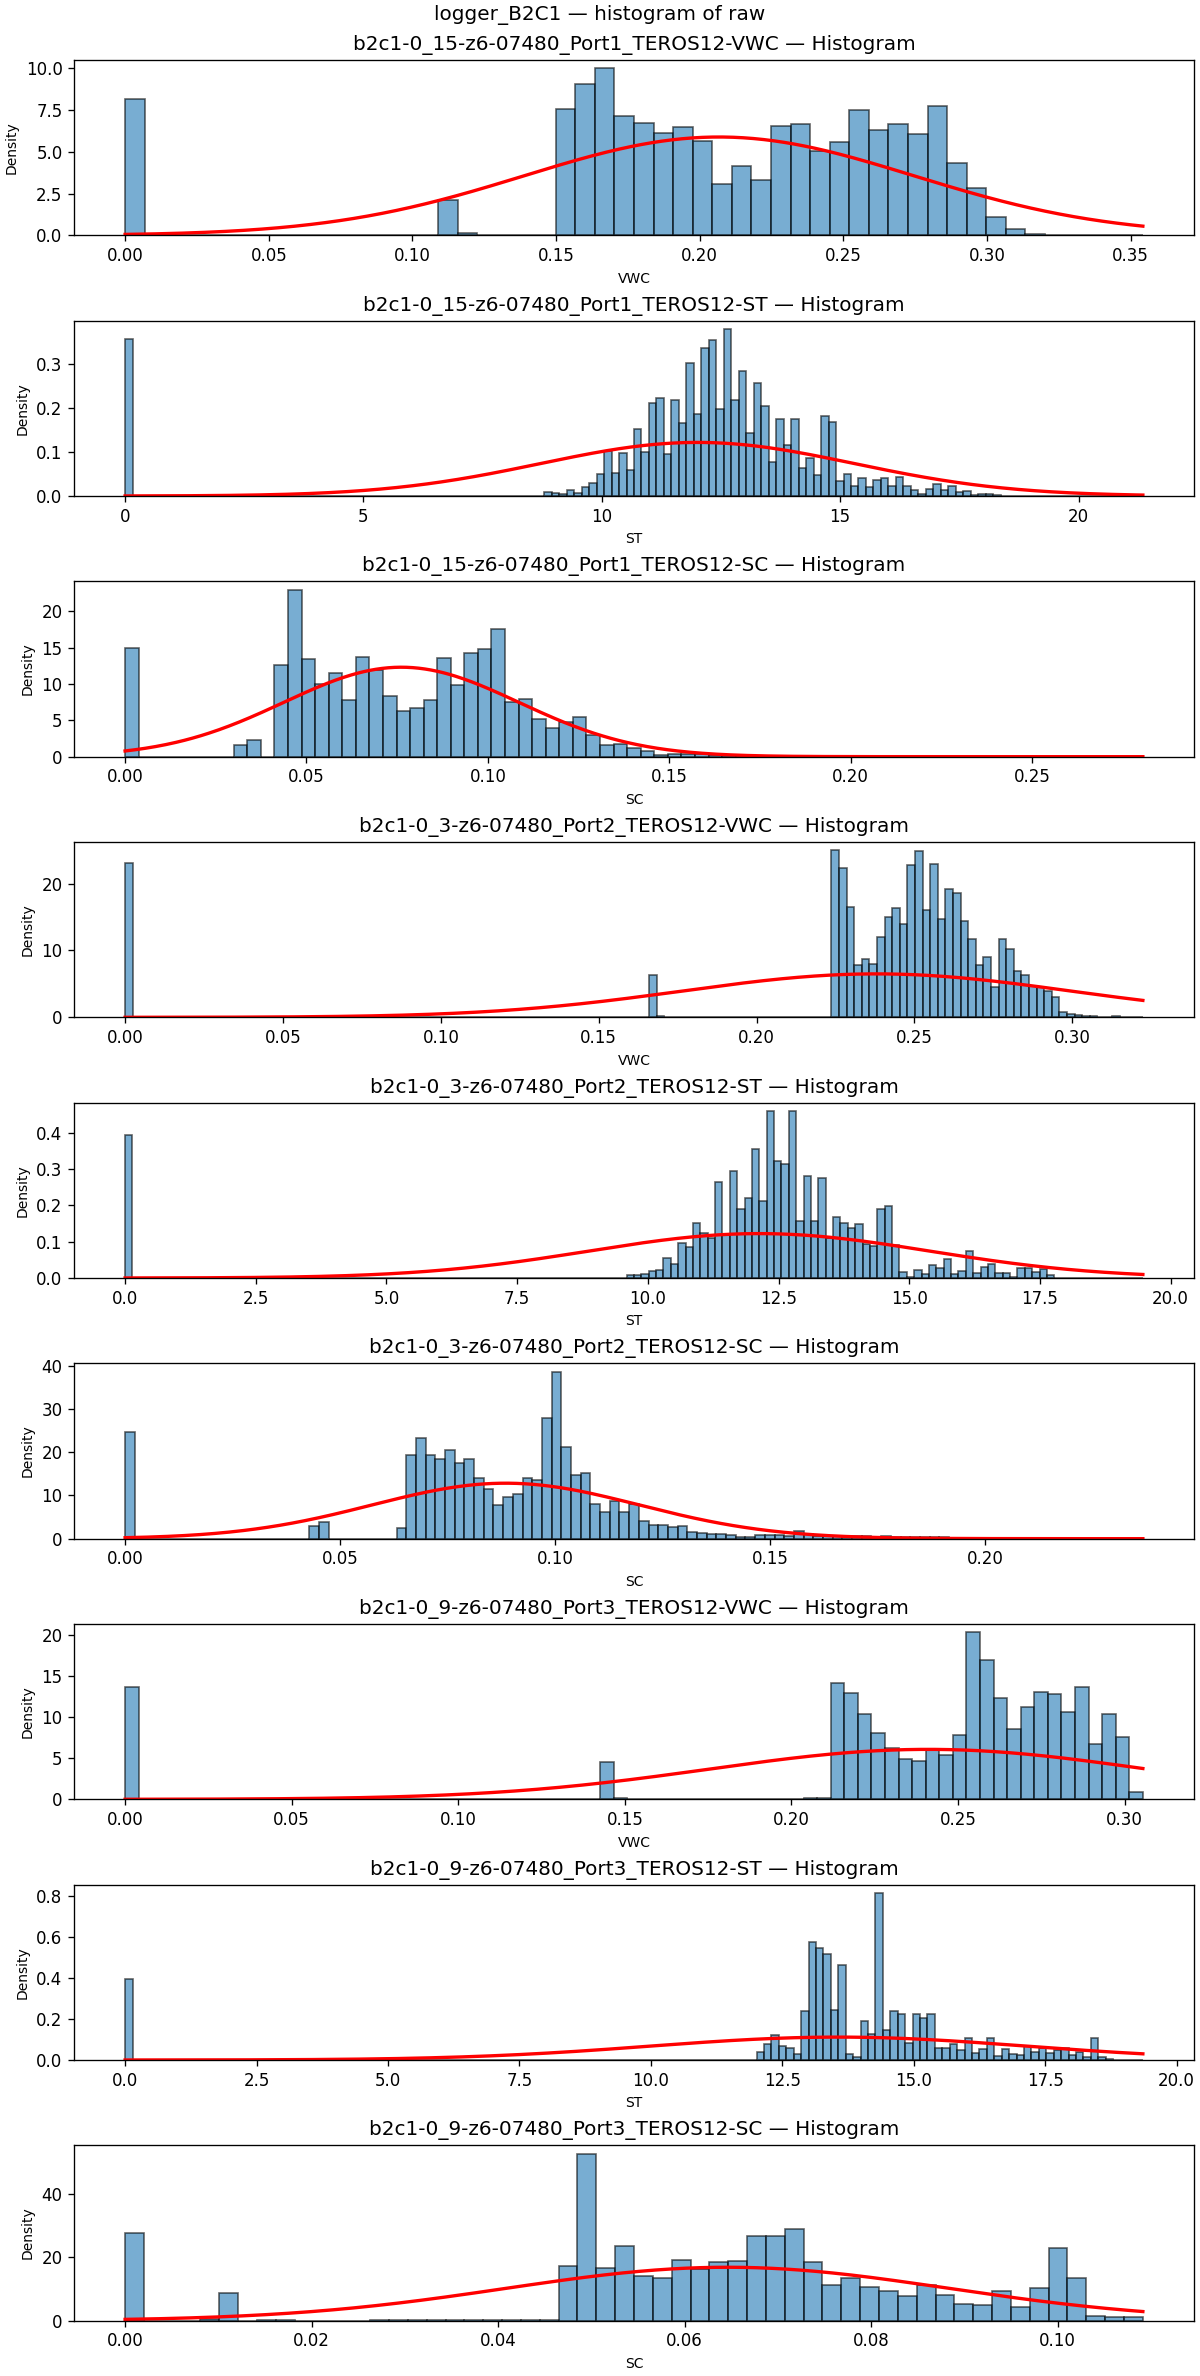 logger_B2C1 — histogram of raw
b2c1-0_15-z6-07480_Port1_TEROS12-VWC — Histogram
Density
10.0
7.5
5.0
2.5
0.0
0.00 0.05 0.10 0.15 0.20 0.25 0.30 0.35
VWC
b2c1-0_15-z6-07480_Port1_TEROS12-ST — Histogram
Density
0.3
0.2
0.1
0.0
0 5 10 15 20
ST
b2c1-0_15-z6-07480_Port1_TEROS12-SC — Histogram
Density
20
15
10
5
0
0.00 0.05 0.10 0.15 0.20 0.25
SC
b2c1-0_3-z6-07480_Port2_TEROS12-VWC — Histogram
Density
20
10
0
0.00 0.05 0.10 0.15 0.20 0.25 0.30
VWC
b2c1-0_3-z6-07480_Port2_TEROS12-ST — Histogram
Density
0.4
0.3
0.2
0.1
0.0
0.0 2.5 5.0 7.5 10.0 12.5 15.0 17.5 20.0
ST
b2c1-0_3-z6-07480_Port2_TEROS12-SC — Histogram
Density
40
30
20
10
0
0.00 0.05 0.10 0.15 0.20
SC
b2c1-0_9-z6-07480_Port3_TEROS12-VWC — Histogram
Density
20
15
10
5
0
0.00 0.05 0.10 0.15 0.20 0.25 0.30
VWC
b2c1-0_9-z6-07480_Port3_TEROS12-ST — Histogram
Density
0.8
0.6
0.4
0.2
0.0
0.0 2.5 5.0 7.5 10.0 12.5 15.0 17.5 20.0
ST
b2c1-0_9-z6-07480_Port3_TEROS12-SC — Histogram
Density
40
20
0
0.00 0.02 0.04 0.06 0.08 0.10
SC